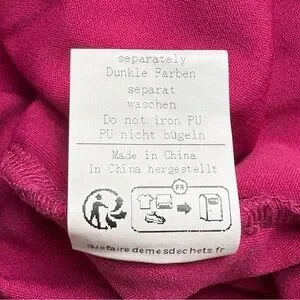 separately
Dunkle Farben
separat
waschen
Do not iron PU
PU nicht bügeln
Made in China
In China hergestellt
FR
quefairedemesdechets.fr